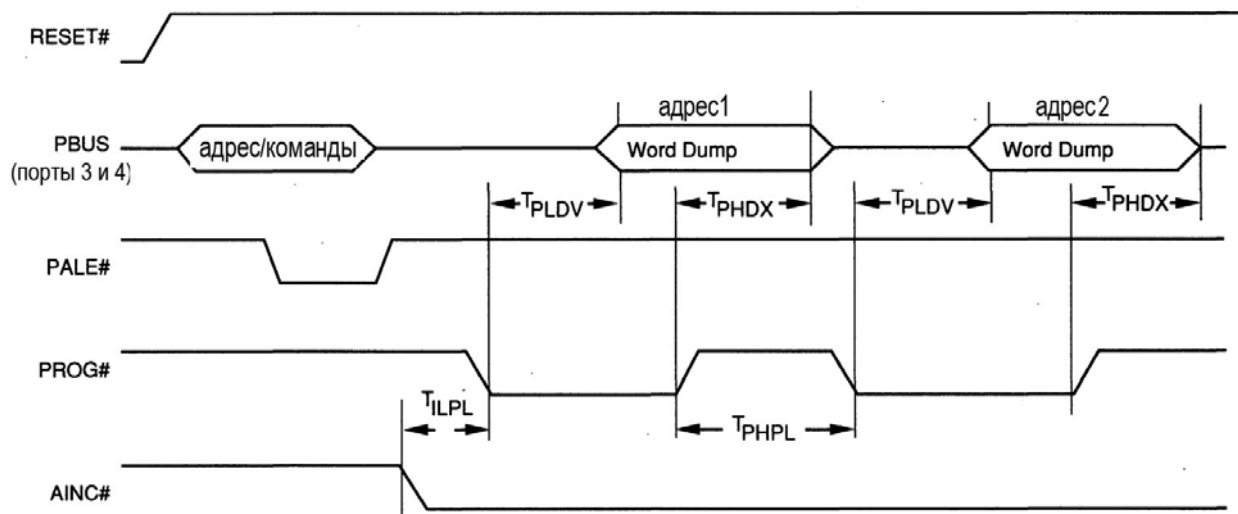 RESET#
адрес1
адрес2
PBUS
(порты 3 и 4)
адрес/команды
Word Dump
Word Dump
TPLDV
TPHDX
TPLDV
TPHDX
PALE#
PROG#
TILPL
TPHPL
AINC#